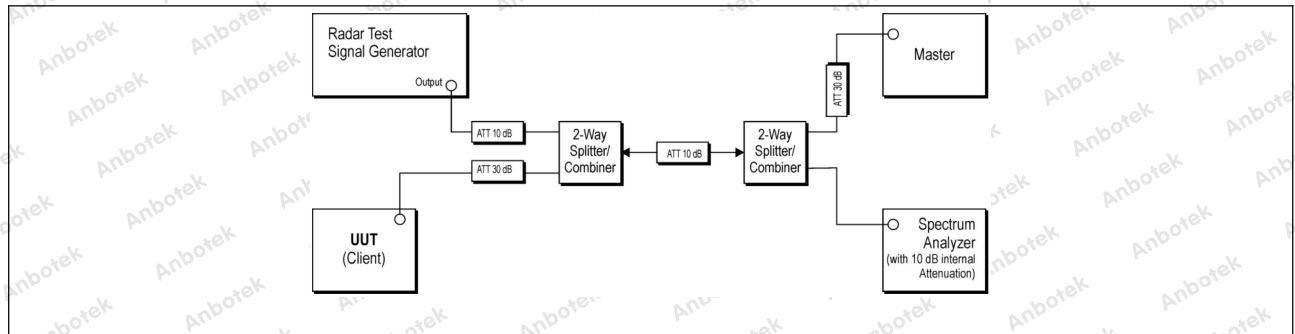 Radar Test
Signal Generator
Output
ATT 10 dB
ATT 30 dB
2-Way
Splitter/
Combiner
ATT 10 dB
2-Way
Splitter/
Combiner
ATT 30 dB
Master
UUT
(Client)
Spectrum
Analyzer
(with 10 dB internal
Attenuation)
Anbotek